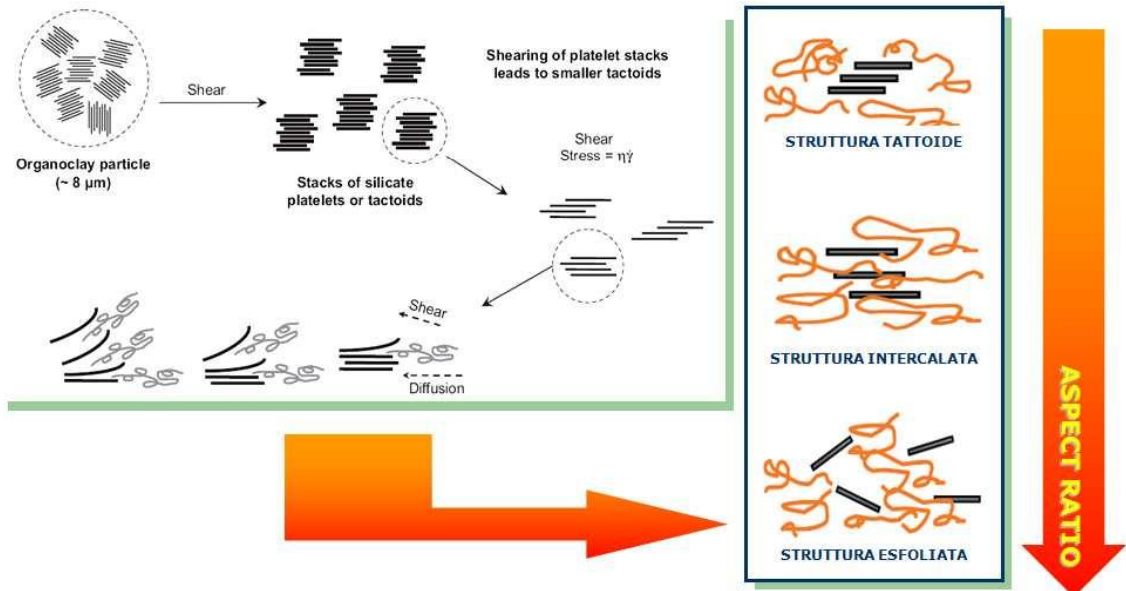 Shear
Shearing of platelet stacks
leads to smaller tactoids
Organoclay particle
(~ 8 µm)
Stacks of silicate
platelets or tactoids
Shear
Stress = ηγ̇
Shear
Diffusion
STRUTTURA TATTOIDE
STRUTTURA INTERCALATA
STRUTTURA ESFOLIATA
ASPECT RATIO